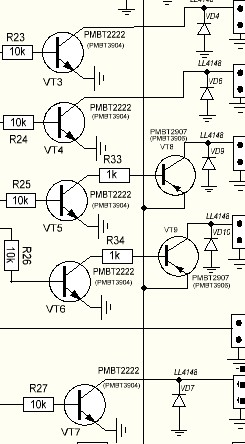 LL4148
R23
10k
PMBT2222
(PMBT3904)
VT3
VD4
LL4148
10k
R24
PMBT2222
(PMBT3904)
VT4
VD6
R33
1k
PMBT2907
(PMBT3906)
VT8
LL4148
VD9
R25
10k
PMBT2222
(PMBT3904)
VT5
R26
10k
R34
1k
VT9
LL4148
VD10
PMBT2907
(PMBT3906)
PMBT2222
(PMBT3904)
VT6
R27
10k
PMBT2222
(PMBT3904)
VT7
LL4148
VD7